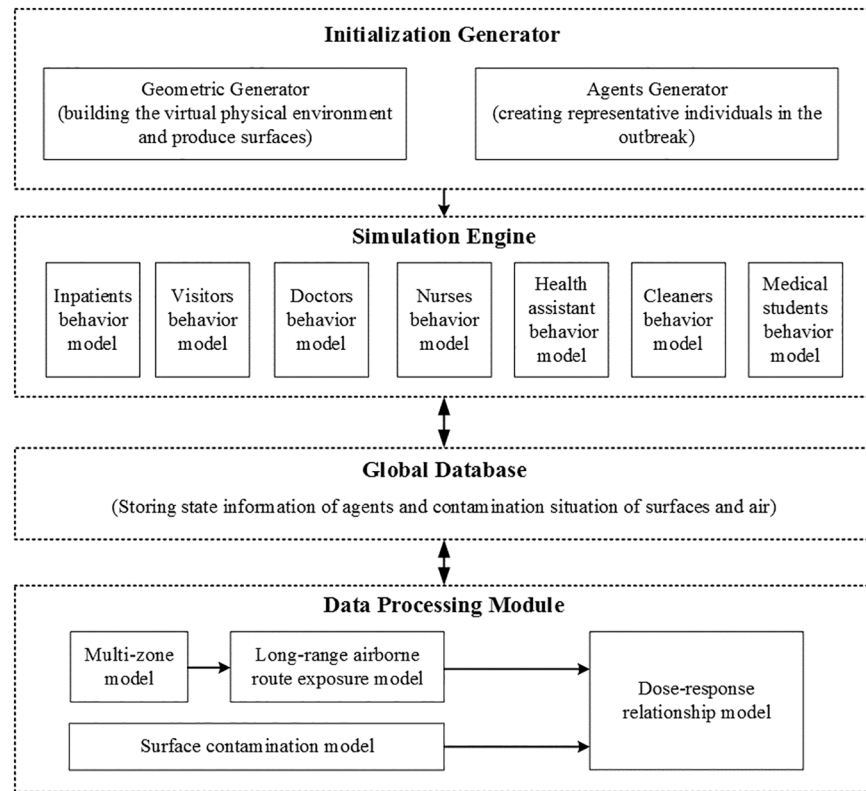 Initialization Generator
Geometric Generator
(building the virtual physical environment
and produce surfaces)
Agents Generator
(creating representative individuals in the
outbreak)
Simulation Engine
Inpatients
behavior
model
Visitors
behavior
model
Doctors
behavior
model
Nurses
behavior
model
Health
assistant
behavior
model
Cleaners
behavior
model
Medical
students
behavior
model
Global Database
(Storing state information of agents and contamination situation of surfaces and air)
Data Processing Module
Multi-zone
model
Long-range airborne
route exposure model
Surface contamination model
Dose-response
relationship model